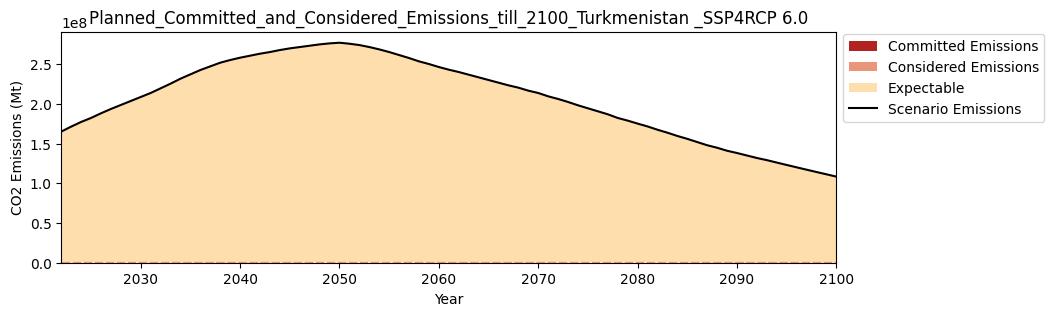 Planned_Committed_and_Considered_Emissions_till_2100_Turkmenistan _SSP4RCP 6.0
1e8
2.5
2.0
1.5
1.0
0.5
0.0
CO2 Emissions (Mt)
2030 2040 2050 2060 2070 2080 2090 2100
Year
Committed Emissions
Considered Emissions
Expectable
Scenario Emissions